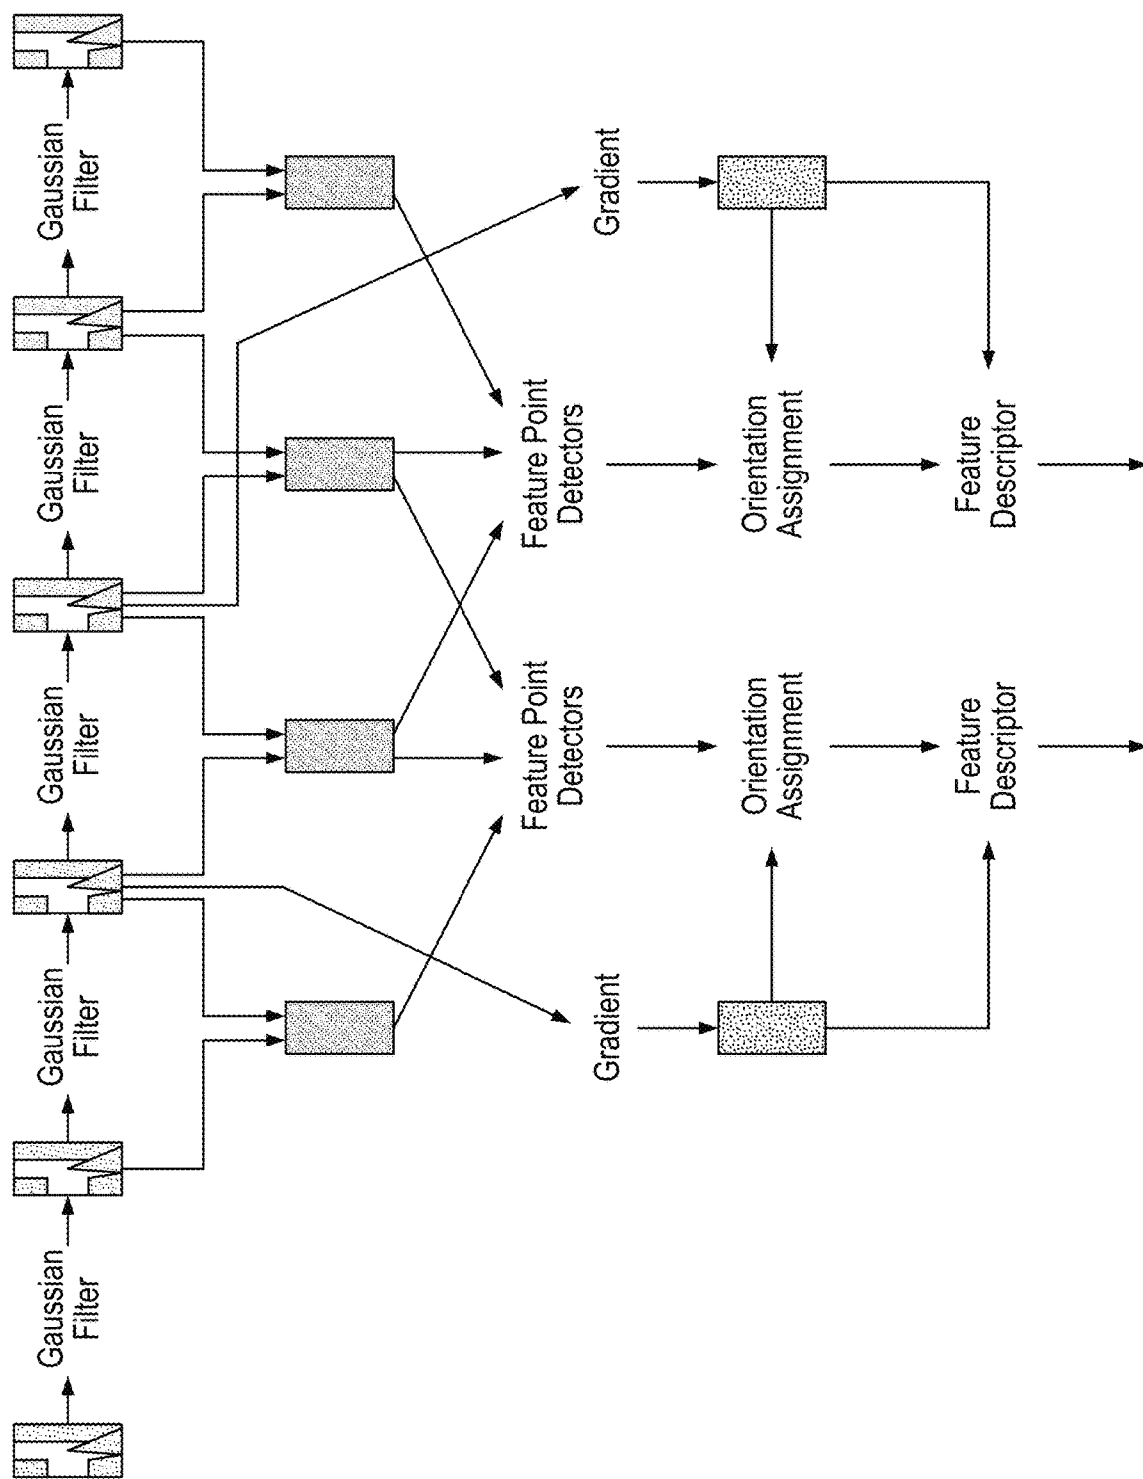 Gaussian
Filter
Gaussian
Filter
Gaussian
Filter
Gaussian
Filter
Gaussian
Filter
Feature Point
Detectors
Feature Point
Detectors
Gradient
Gradient
Orientation
Assignment
Orientation
Assignment
Feature
Descriptor
Feature
Descriptor